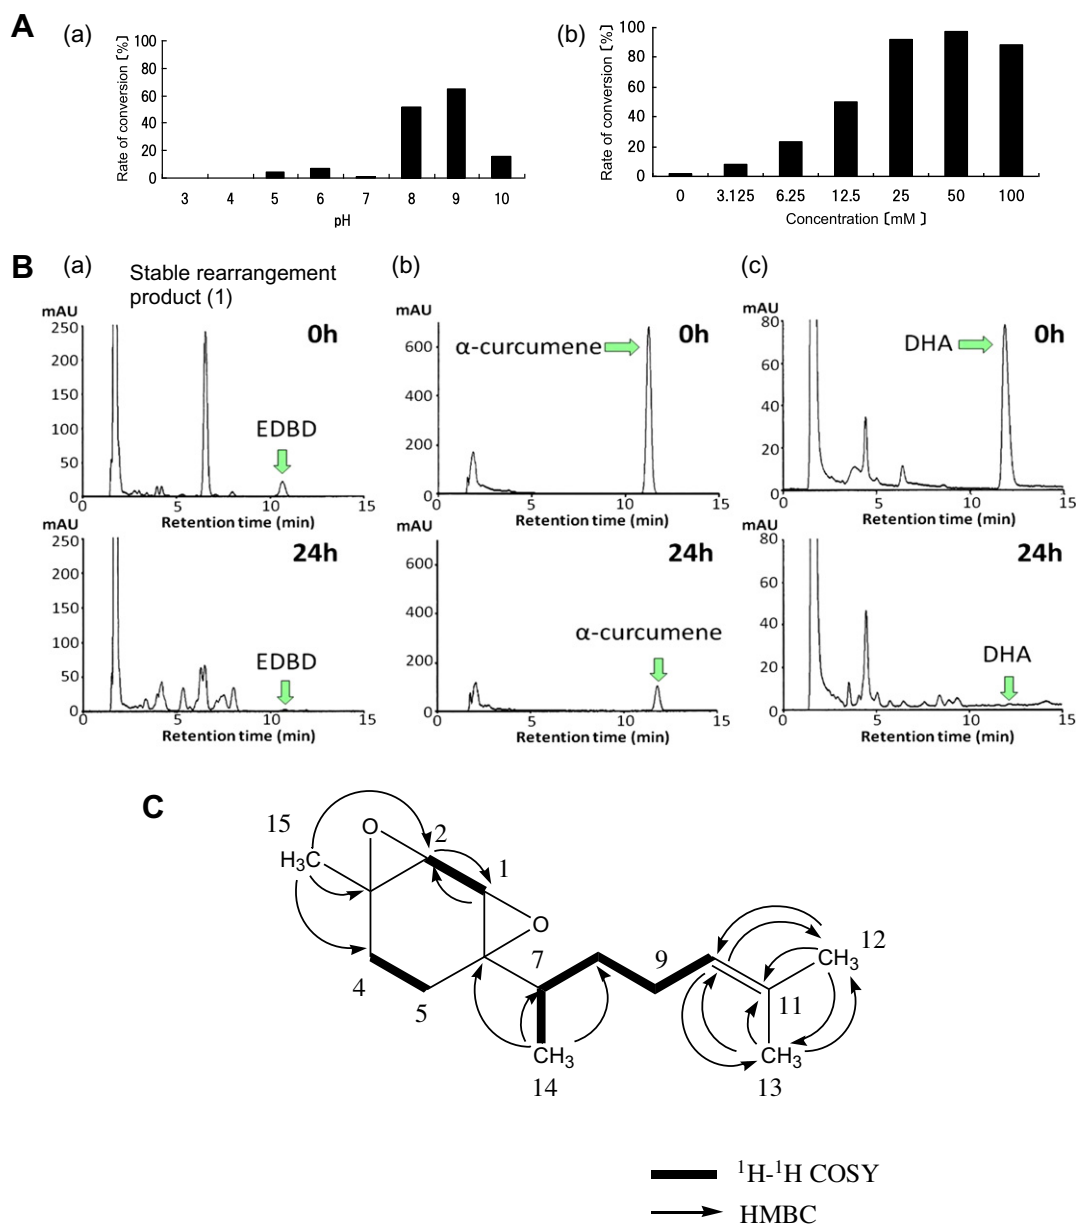 A
(a)
Rate of conversion [%]
100
80
60
40
20
0
3 4 5 6 7 8 9 10
pH
(b)
Rate of conversion [%]
100
80
60
40
20
0
0 3.125 6.25 12.5 25 50 100
Concentration [mM ]
B
(a)
Stable rearrangement
product (1)
mAU
250
200
150
100
50
0
0h
EDBD
0 5 10 15
Retention time (min)
mAU
250
200
150
100
50
0
24h
EDBD
0 5 10 15
Retention time (min)
(b)
mAU
600
400
200
0
α-curcumene
0h
0 5 10 15
Retention time (min)
mAU
600
400
200
0
24h
α-curcumene
0 5 10 15
Retention time (min)
(c)
mAU
80
60
40
20
0
DHA
0h
0 5 10 15
Retention time (min)
mAU
80
60
40
20
0
24h
DHA
0 5 10 15
Retention time (min)
C
15
O
2
H₃C
1
O
7
9
12
CH₃
4
5
11
CH₃
CH₃
14
13
¹H-¹H COSY
HMBC